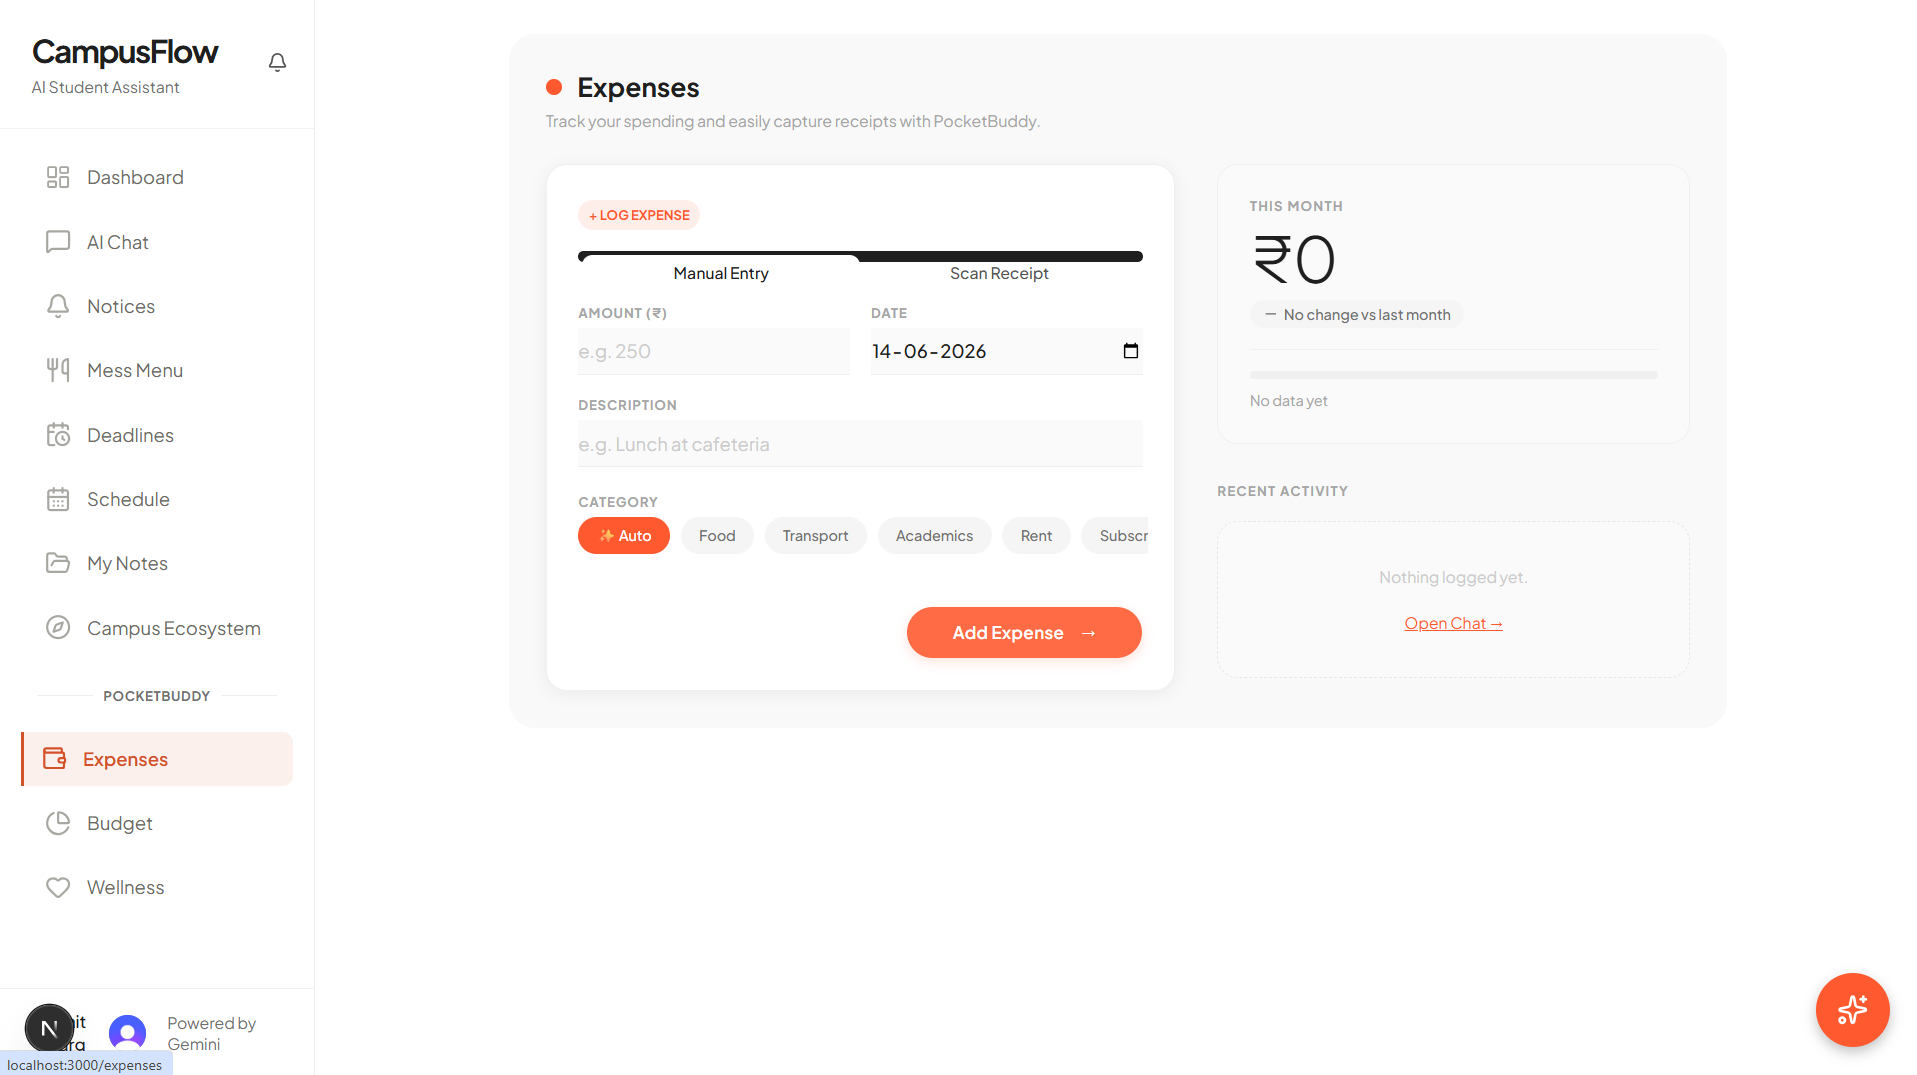 CampusFlow
AI Student Assistant
Dashboard
AI Chat
Notices
Mess Menu
Deadlines
Schedule
My Notes
Campus Ecosystem
POCKETBUDDY
Expenses
Budget
Wellness
N
Powered by
Gemini
localhost:3000/expenses
Expenses
Track your spending and easily capture receipts with PocketBuddy.
+ LOG EXPENSE
Manual Entry Scan Receipt
AMOUNT (₹) DATE
e.g. 250 14-06-2026
DESCRIPTION
e.g. Lunch at cafeteria
CATEGORY
✨ Auto Food Transport Academics Rent Subscr
Add Expense →
THIS MONTH
₹0
— No change vs last month
No data yet
RECENT ACTIVITY
Nothing logged yet.
Open Chat →